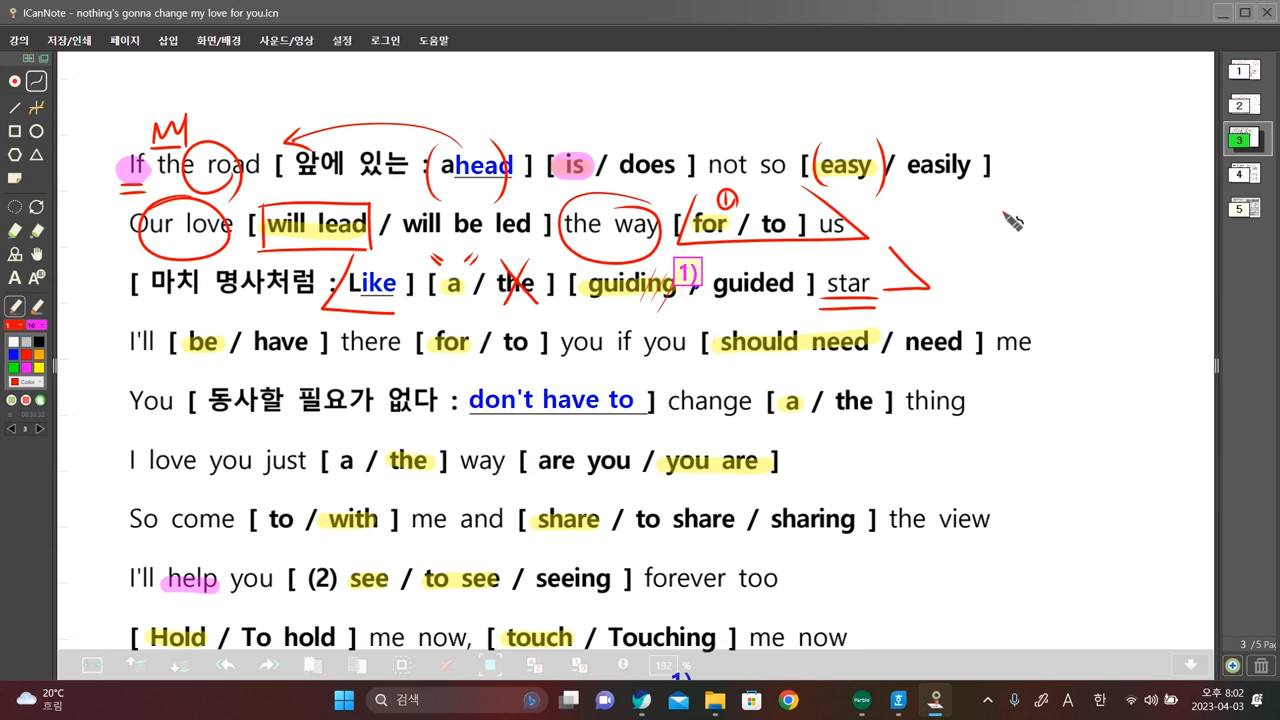 ICanNote - nothing's gonna change my love for you.icn
강의 저장/인쇄 페이지 삽입 화면/배경 사운드/영상 설정 로그인 도움말
If the road [ 앞에 있는 : ahead ] [ is / does ] not so [ easy / easily ]
①
Our love [ will lead / will be led ] the way [ for / to ] us
[ 마치 명사처럼 : Like ] [ a / the ] [ guiding / guided ] star
1)
I'll [ be / have ] there [ for / to ] you if you [ should need / need ] me
You [ 동사할 필요가 없다 : don't have to ] change [ a / the ] thing
I love you just [ a / the ] way [ are you / you are ]
So come [ to / with ] me and [ share / to share / sharing ] the view
I'll help you [ (2) see / to see / seeing ] forever too
[ Hold / To hold ] me now, [ touch / Touching ] me now
1)
1
2
3
4
5
1 10
Color
3
3 /5 Pa
192 %
20°C
흐림
검색
Parble
A 한
오후 8:02
2023-04-03